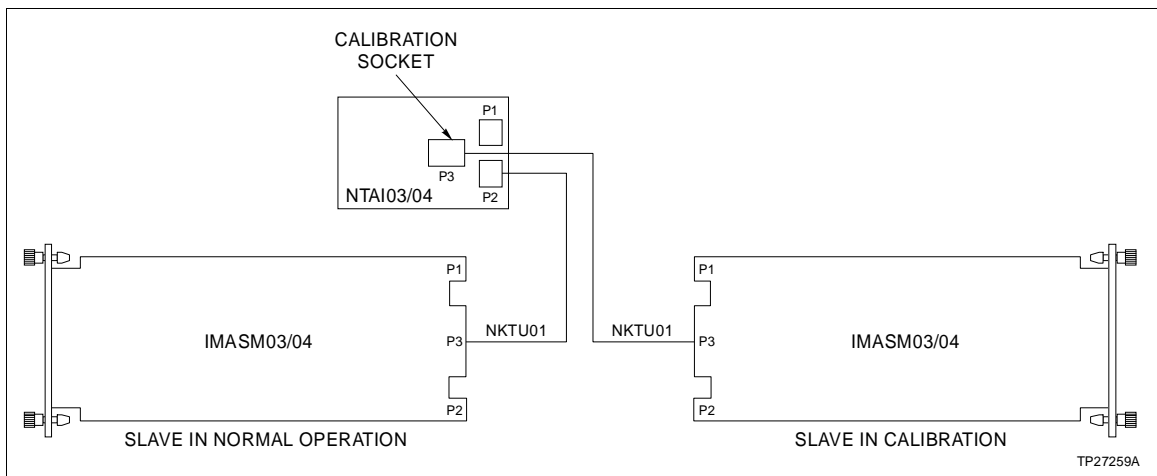 CALIBRATION
SOCKET
P1
P3
P2
NTAI03/04
P1
IMASM03/04
P3
NKTU01
P2
SLAVE IN NORMAL OPERATION
P1
NKTU01
P3
IMASM03/04
P2
SLAVE IN CALIBRATION
TP27259A